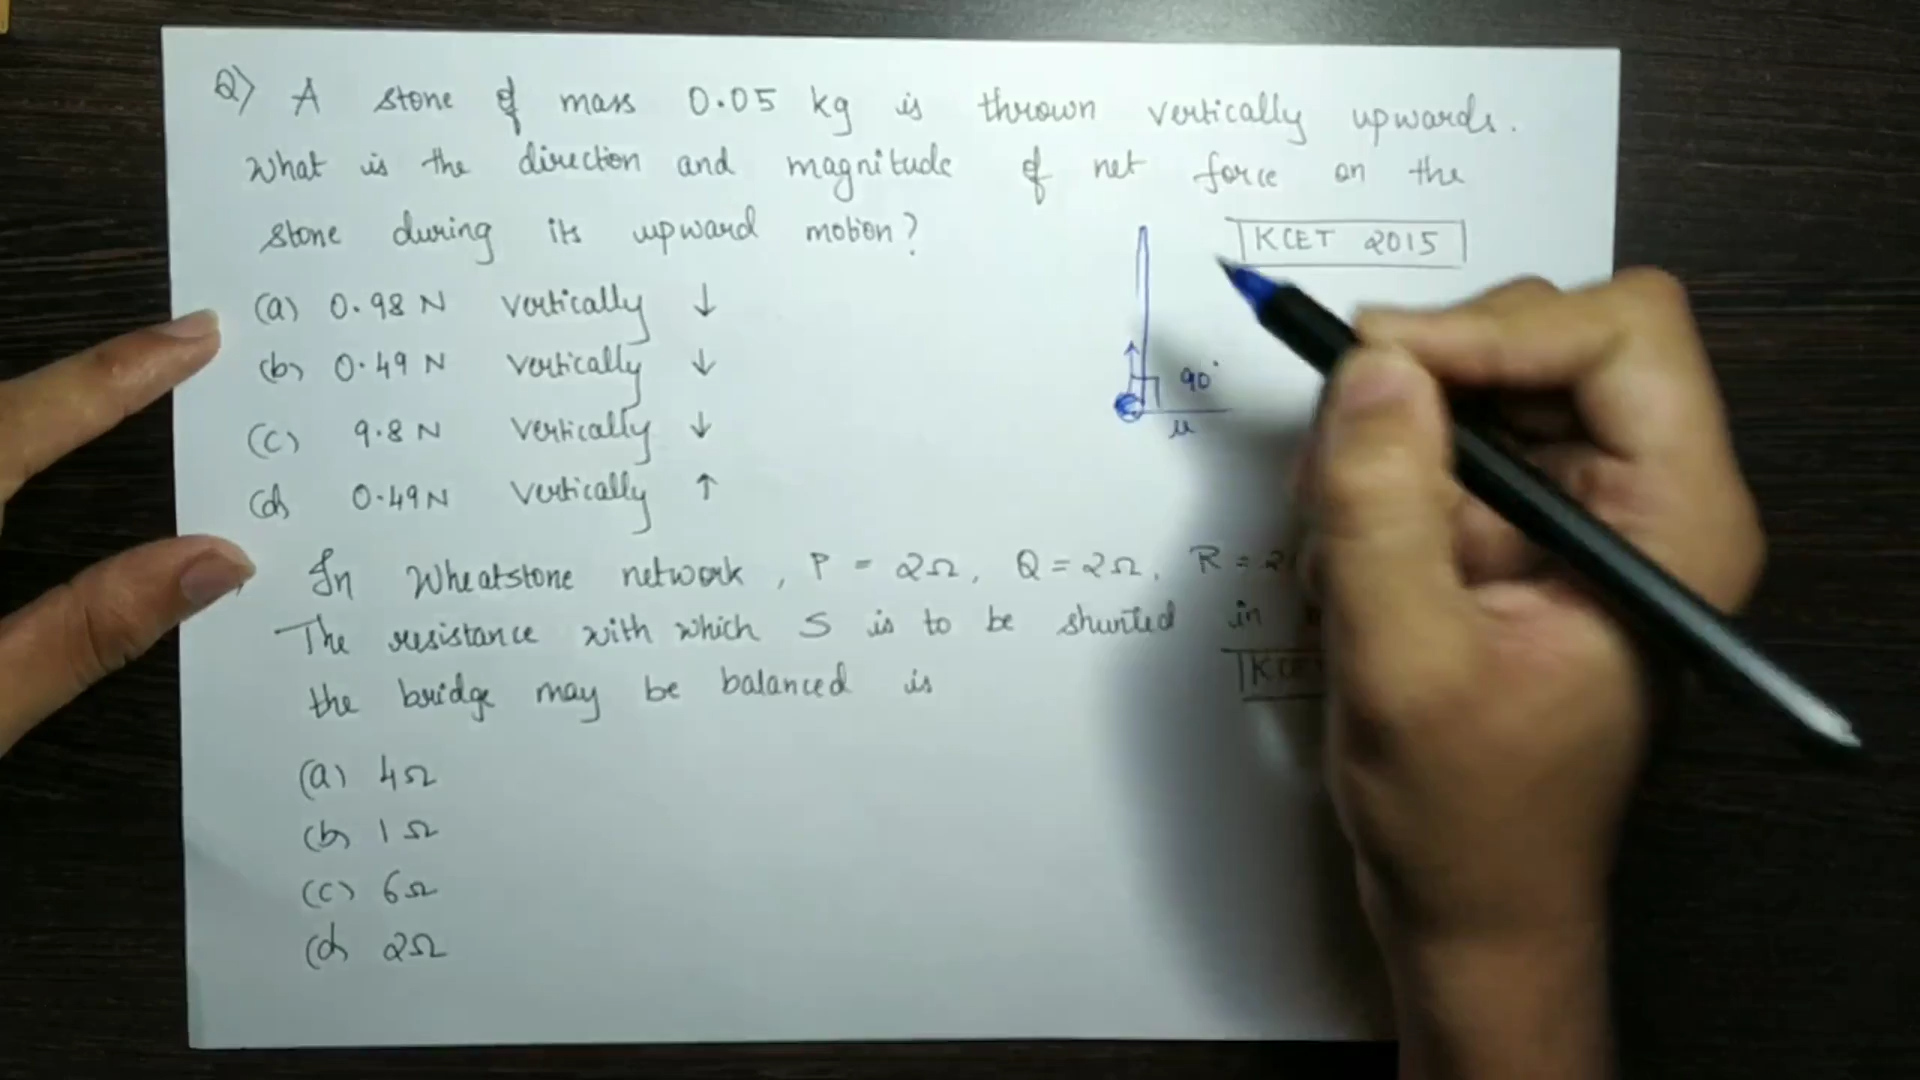 Q) A stone of mass 0.05 kg is thrown vertically upwards.
What is the direction and magnitude of net force on the
stone during its upward motion?
KCET 2015
(a) 0.98 N vertically ↓
(b) 0.49 N vertically ↓
(c) 9.8 N vertically ↓
(d) 0.49 N vertically ↑
90°
u
In Wheatstone network, P = 2Ω, Q = 2Ω, R = 2
The resistance with which S is to be shunted in
the bridge may be balanced is
(a) 4Ω
(b) 1Ω
(c) 6Ω
(d) 2Ω